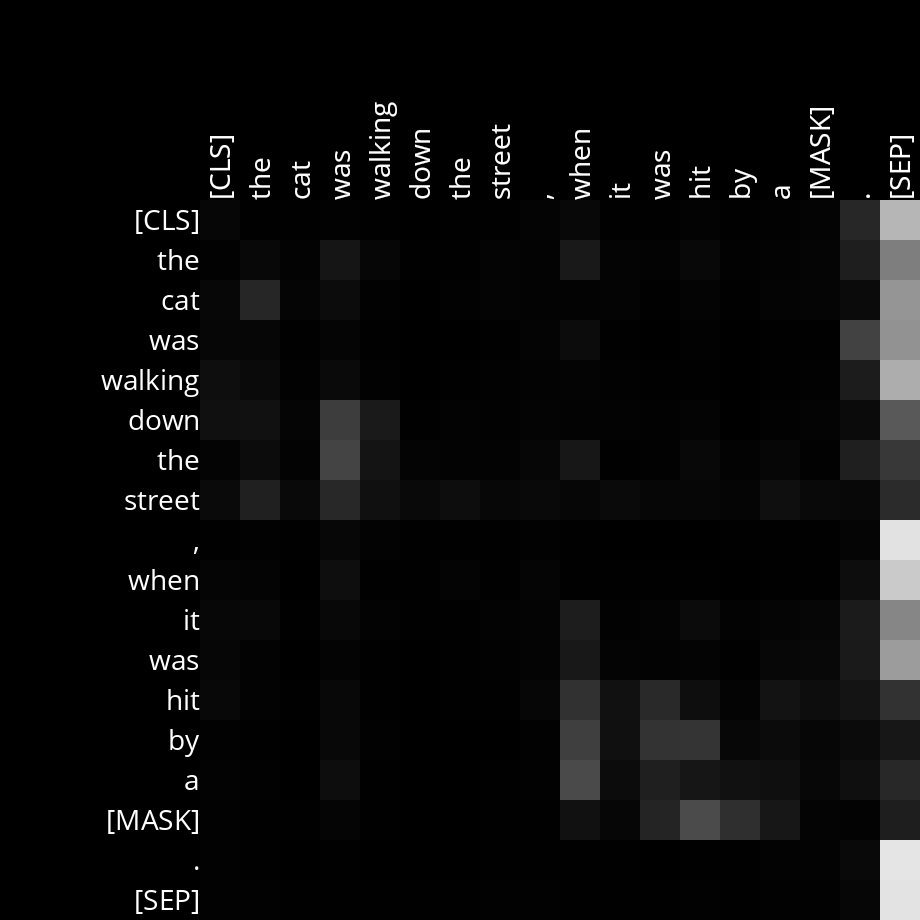 [CLS] the cat was walking down the street , when it was hit by a [MASK] . [SEP]
[CLS]
the
cat
was
walking
down
the
street
,
when
it
was
hit
by
a
[MASK]
.
[SEP]